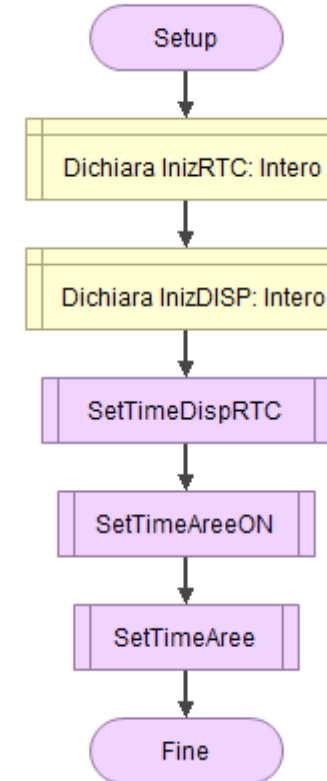 Setup
Dichiara InizRTC: Intero
Dichiara InizDISP: Intero
SetTimeDispRTC
SetTimeAreeON
SetTimeAree
Fine